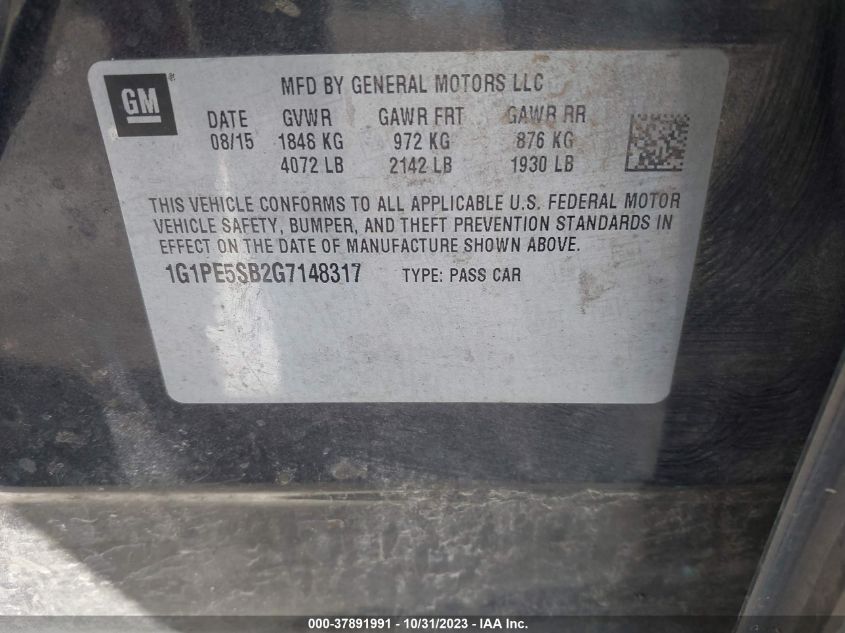 GM ®
MFD BY GENERAL MOTORS LLC
DATE GVWR GAWR FRT GAWR RR
08/15 1848 KG 972 KG 876 KG
4072 LB 2142 LB 1930 LB
THIS VEHICLE CONFORMS TO ALL APPLICABLE U.S. FEDERAL MOTOR
VEHICLE SAFETY, BUMPER, AND THEFT PREVENTION STANDARDS IN
EFFECT ON THE DATE OF MANUFACTURE SHOWN ABOVE.
1G1PE5SB2G7148317 TYPE: PASS CAR
000-37891991 - 10/31/2023 - IAA Inc.